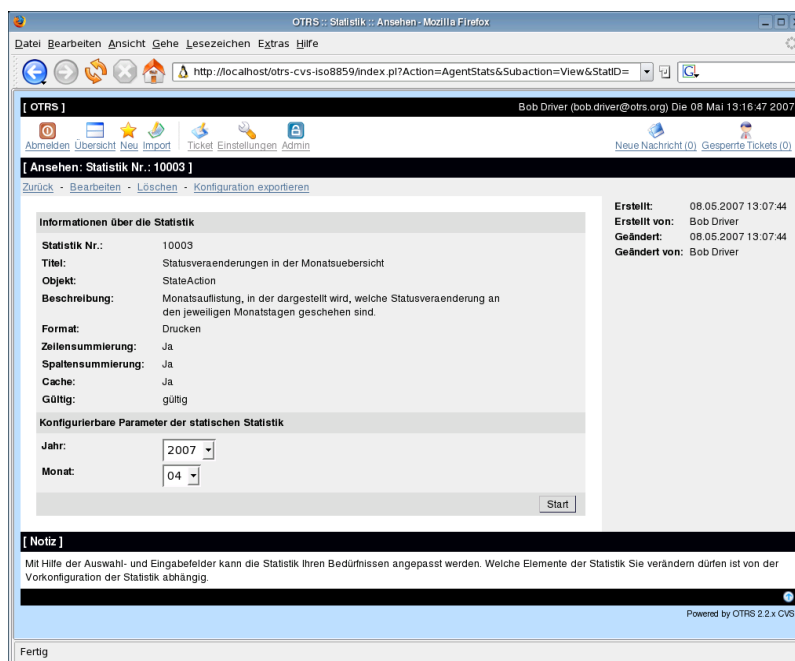 OTRS :: Statistik :: Ansehen - Mozilla Firefox
Datei Bearbeiten Ansicht Gehe Lesezeichen Extras Hilfe
http://localhost/otrs-cvs-iso8859/index.pl?Action=AgentStats&Subaction=View&StatID=
[ OTRS ] Bob Driver (bob.driver@otrs.org) Die 08 Mai 13:16:47 2007
Abmelden Übersicht Neu Import Ticket Einstellungen Admin Neue Nachricht (0) Gesperrte Tickets (0)
[ Ansehen: Statistik Nr.: 10003 ]
Zurück - Bearbeiten - Löschen - Konfiguration exportieren
Informationen über die Statistik
Statistik Nr.: 10003
Titel: Statusveraenderungen in der Monatsuebersicht
Objekt: StateAction
Beschreibung: Monatsauflistung, in der dargestellt wird, welche Statusveraenderung an
den jeweiligen Monatstagen geschehen sind.
Format: Drucken
Zeilensummierung: Ja
Spaltensummierung: Ja
Cache: Ja
Gültig: gültig
Konfigurierbare Parameter der statischen Statistik
Jahr: 2007
Monat: 04
Start
Erstellt: 08.05.2007 13:07:44
Erstellt von: Bob Driver
Geändert: 08.05.2007 13:07:44
Geändert von: Bob Driver
[ Notiz ]
Mit Hilfe der Auswahl- und Eingabefelder kann die Statistik Ihren Bedürfnissen angepasst werden. Welche Elemente der Statistik Sie verändern dürfen ist von der
Vorkonfiguration der Statistik abhängig.
Powered by OTRS 2.2.x CVS
Fertig